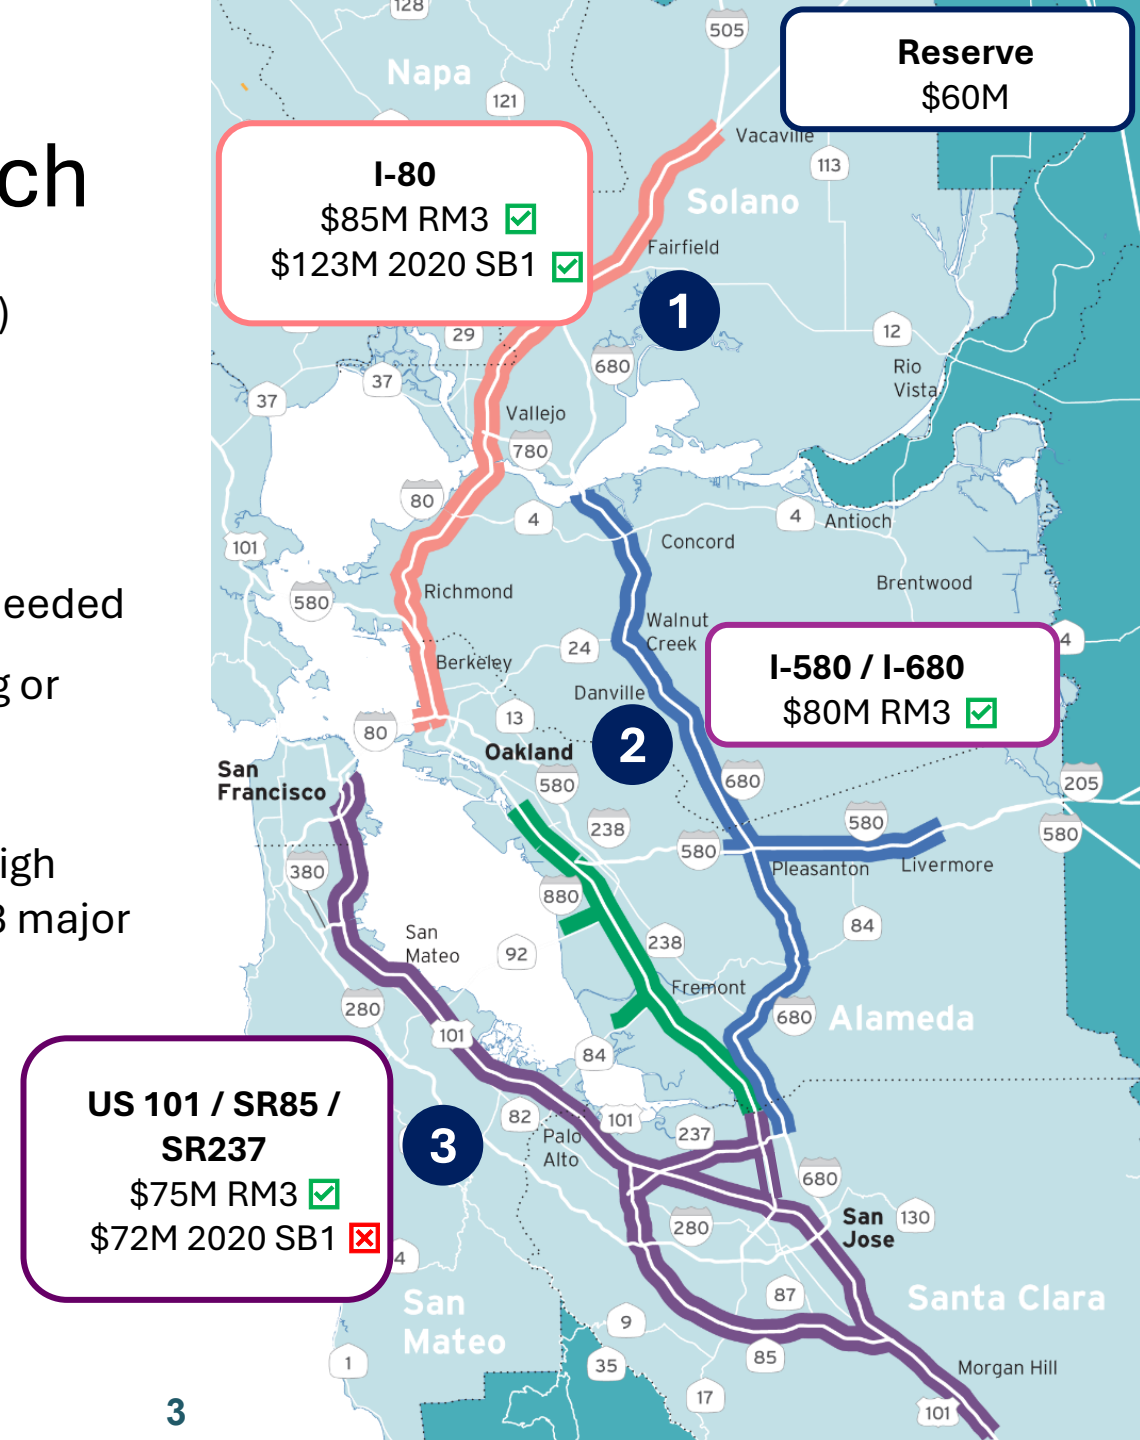 128
505
Reserve
$60M
Napa
121
Vacaville
113
ch
I-80
$85M RM3
$123M 2020 SB1
Solano
Fairfield
1
)
29
12
680
Rio
Vista
37
37
Vallejo
780
80
4
4
Antioch
101
Concord
eeded
580
Richmond
Brentwood
Walnut
Creek
24
4
Berkeley
g or
I-580 / I-680
$80M RM3
Danville
13
80
2
Oakland
San
Francisco
580
680
205
238
580
580
580
igh
380
Pleasanton
Livermore
880
3 major
84
San
Mateo
92
238
Fremont
280
680
Alameda
101
84
US 101 / SR85 /
SR237
$75M RM3
$72M 2020 SB1
3
82
101
237
Palo
Alto
680
San
Jose
130
280
4
87
Santa Clara
San
Mateo
9
1
35
85
Morgan Hill
17
101
3